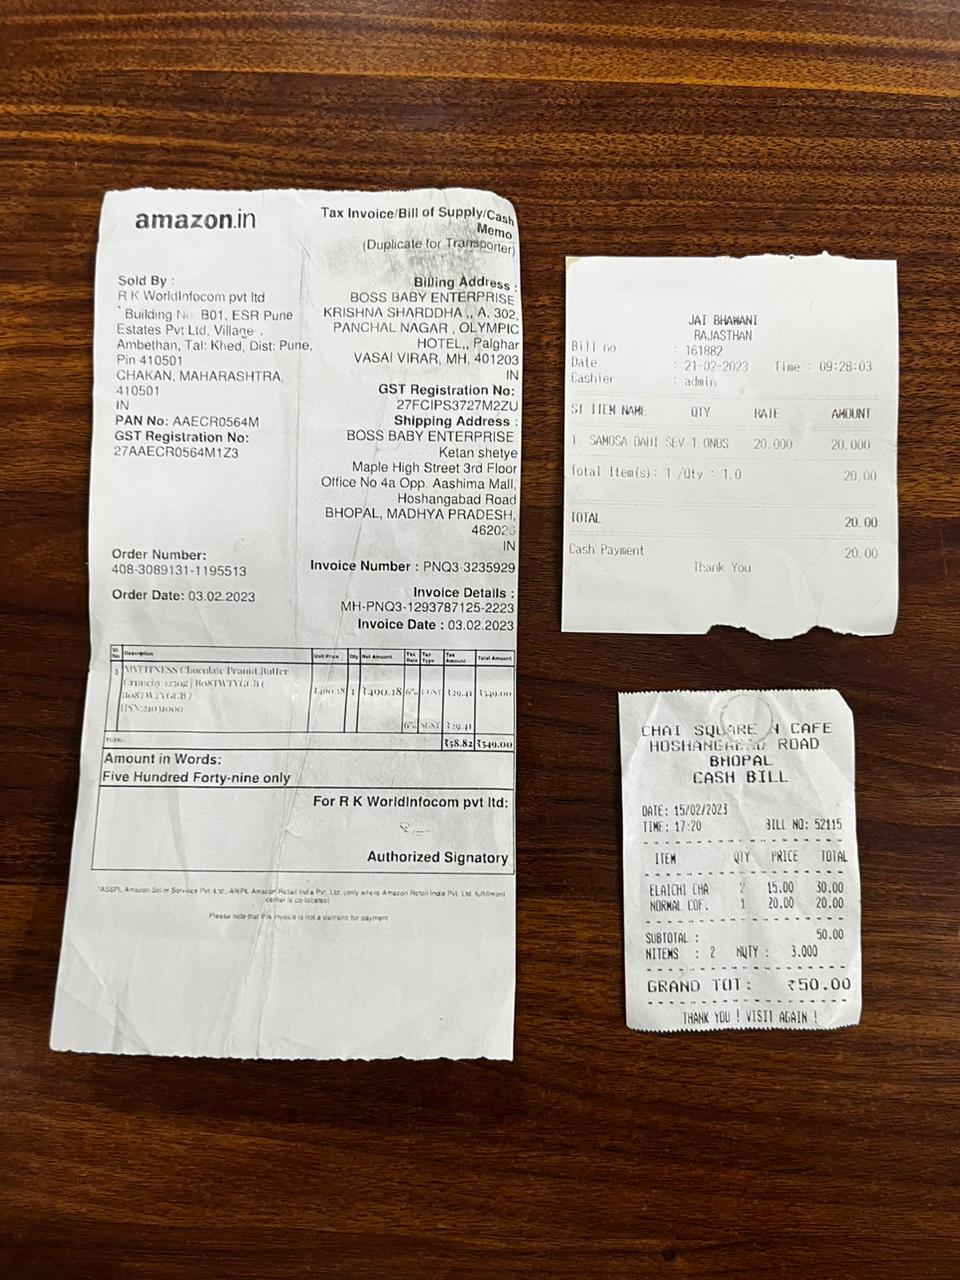 amazon.in
Tax Invoice/Bill of Supply/Cash
Memo
(Duplicate for Transporter)
Sold By :
R K WorldInfocom pvt ltd
Building B01, ESR Pune
Estates Pvt Ltd, Village .
Ambethan, Tal: Khed, Dist: Pune,
Pin 410501
CHAKAN, MAHARASHTRA,
410501
IN
PAN No: AAECR0564M
GST Registration No:
27AAECR0564M1Z3
Billing Address :
BOSS BABY ENTERPRISE
KRISHNA SHARDDHA ,, A, 302,
PANCHAL NAGAR , OLYMPIC
HOTEL,, Palghar
VASAI VIRAR, MH, 401203
IN
GST Registration No:
27FCIPS3727M2ZU
Shipping Address :
BOSS BABY ENTERPRISE
Ketan shetye
Maple High Street 3rd Floor
Office No 4a Opp. Aashima Mall,
Hoshangabad Road
BHOPAL, MADHYA PRADESH,
462026
IN
Order Number:
408-3089131-1195513
Order Date: 03.02.2023
Invoice Number : PNQ3-3235929
Invoice Details :
MH-PNQ3-1293787125-2223
Invoice Date : 03.02.2023
Sl. No Description Unit Price Qty Net Amount Tax Rate Tax Type Tax Amount Total Amount
1 MYFITNESS Chocolate Peanut Butter ₹490.18 1 ₹490.18 6% CGST ₹29.41 ₹549.00
Crunchy 1250g | B08TWTYGCB (
B08TWTYGCB )
HSN:21031000
6% SGST ₹29.41
TOTAL: ₹58.82 ₹549.00
Amount in Words:
Five Hundred Forty-nine only
For R K WorldInfocom pvt ltd:
Authorized Signatory
*ASSPL Amazon Seller Services Pvt. Ltd., ARIPL Amazon Retail India Pvt. Ltd. (only where Amazon Retail India Pvt. Ltd. fulfillment
center is co-located)
Please note that this invoice is not a demand for payment
JAI BHAWANI
RAJASTHAN
Bill no : 161882
Date : 21-02-2023 Time : 09:28:03
Cashier : admin
Sl ITEM NAME QTY RATE AMOUNT
1 SAMOSA DAHI SEV 1.0NOS 20.000 20.000
Total Item(s): 1 /Qty : 1.0 20.00
TOTAL 20.00
Cash Payment 20.00
Thank You
CHAI SQUARE N CAFE
HOSHANGABAD ROAD
BHOPAL
CASH BILL
DATE: 15/02/2023
TIME: 17:20 BILL NO: 52115
ITEM QTY PRICE TOTAL
ELAICHI CHA 2 15.00 30.00
NORMAL COF. 1 20.00 20.00
SUBTOTAL : 50.00
NITEMS : 2 NQTY : 3.000
GRAND TOT: ₹50.00
THANK YOU ! VISIT AGAIN !